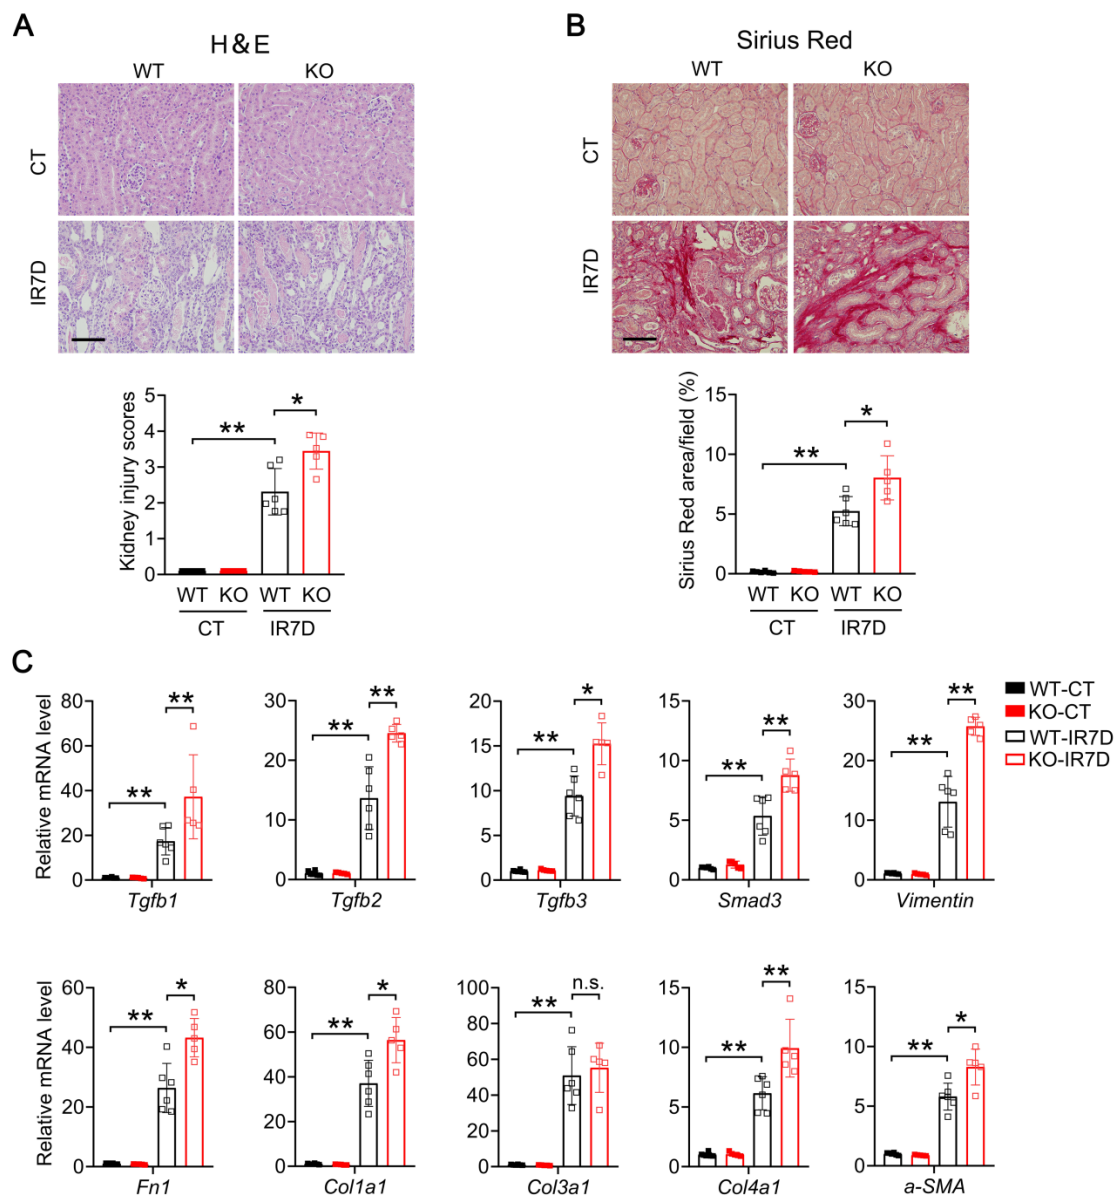 A
H&E
WT KO
CT
IR7D
Kidney injury scores
5
4
3
2
1
0
** *
WT KO WT KO
CT IR7D
B
Sirius Red
WT KO
CT
IR7D
Sirius Red area/field (%)
15
10
5
0
** *
WT KO WT KO
CT IR7D
C
Relative mRNA level
80
60
40
20
0
** **
Tgfb1
30
20
10
0
** **
Tgfb2
20
15
10
5
0
** *
Tgfb3
15
10
5
0
** **
Smad3
30
20
10
0
** **
Vimentin
WT-CT
KO-CT
WT-IR7D
KO-IR7D
Relative mRNA level
60
40
20
0
** *
Fn1
80
60
40
20
0
** *
Col1a1
100
80
60
40
20
0
** n.s.
Col3a1
15
10
5
0
** **
Col4a1
15
10
5
0
** *
a-SMA